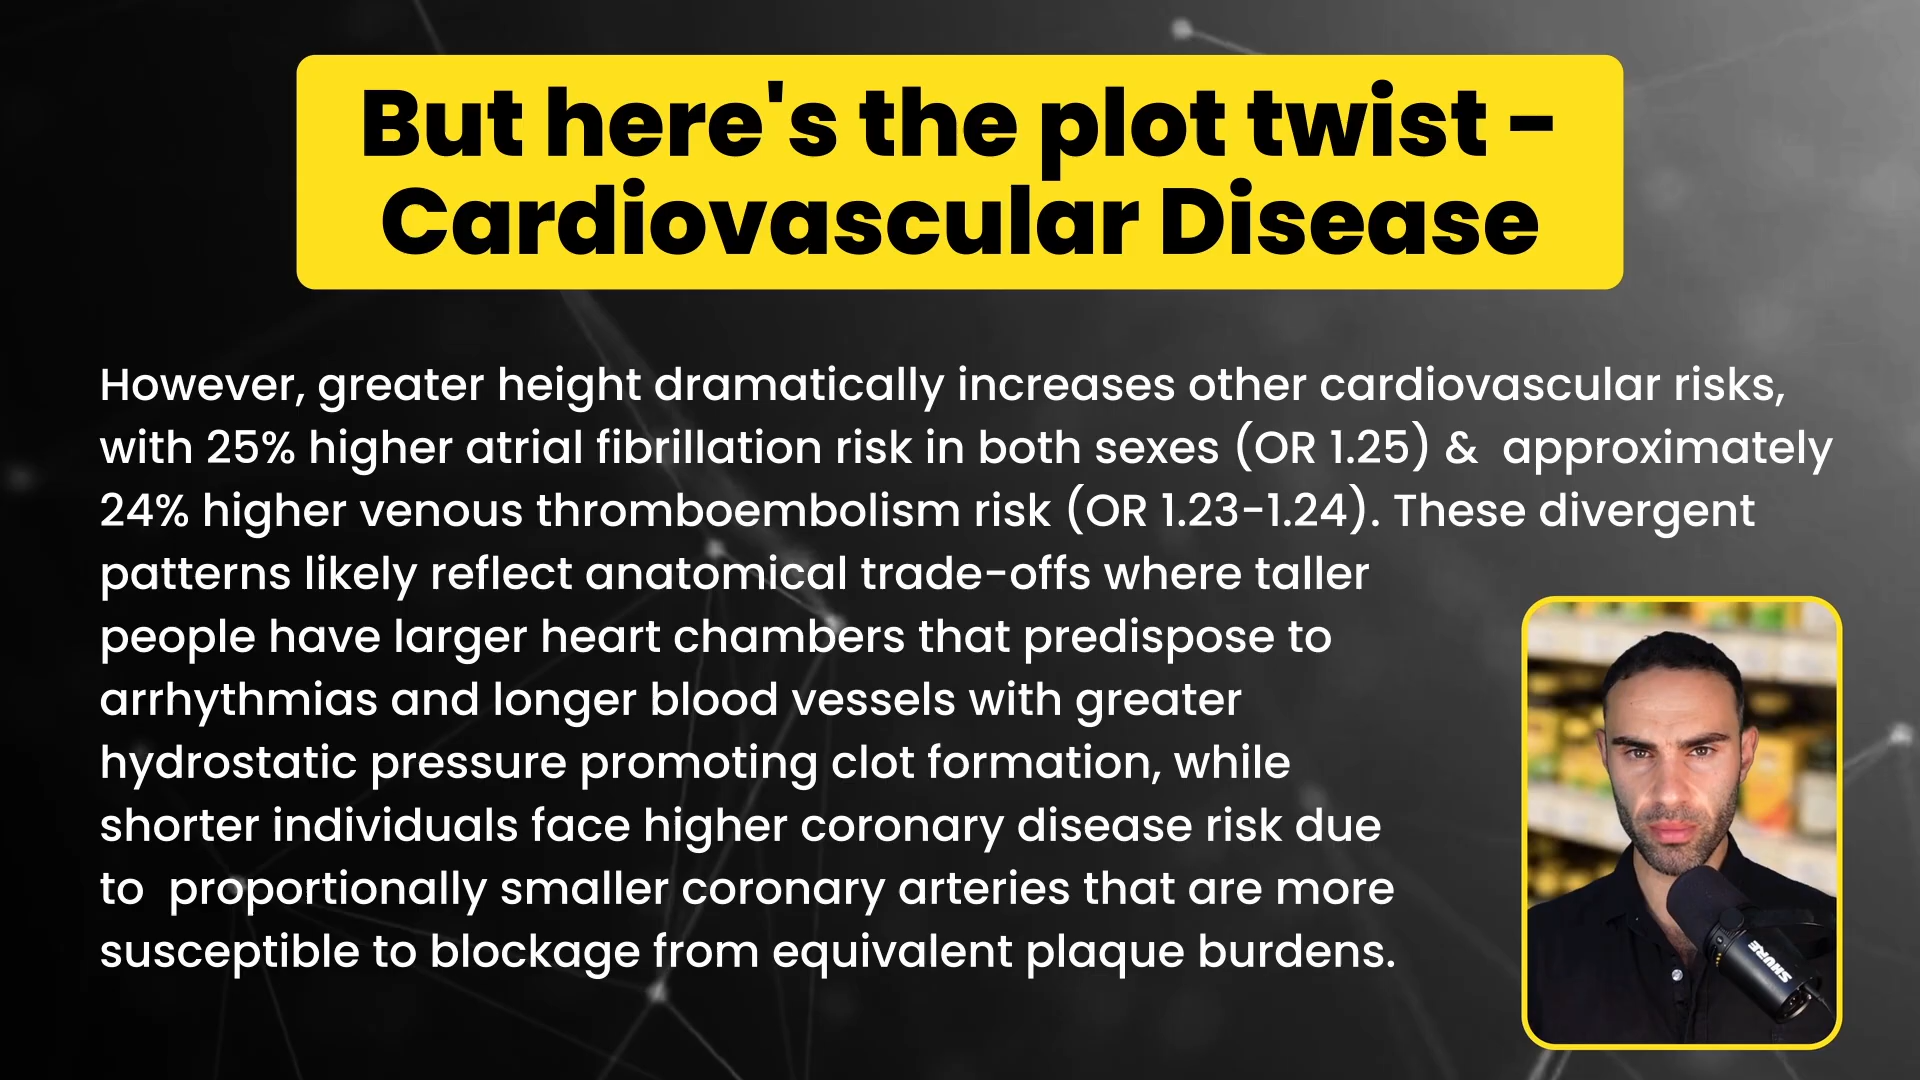 But here's the plot twist -
Cardiovascular Disease
However, greater height dramatically increases other cardiovascular risks,
with 25% higher atrial fibrillation risk in both sexes (OR 1.25) &  approximately
24% higher venous thromboembolism risk (OR 1.23-1.24). These divergent
patterns likely reflect anatomical trade-offs where taller
people have larger heart chambers that predispose to
arrhythmias and longer blood vessels with greater
hydrostatic pressure promoting clot formation, while
shorter individuals face higher coronary disease risk due
to  proportionally smaller coronary arteries that are more
susceptible to blockage from equivalent plaque burdens.
SHURE